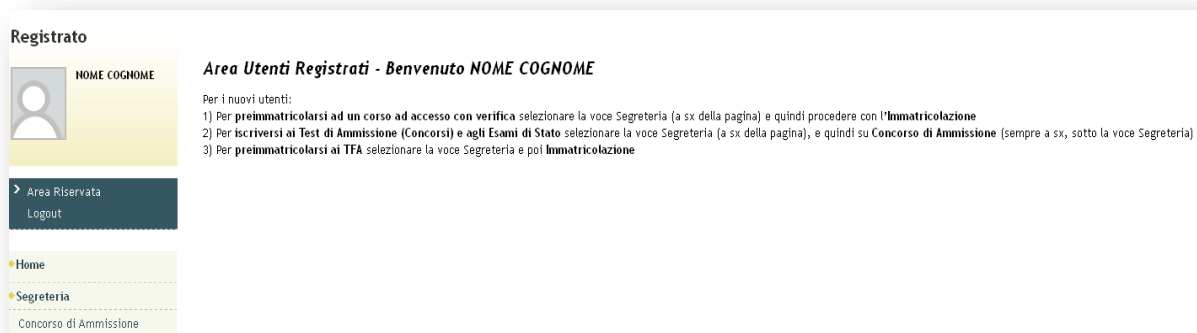 Registrato
NOME COGNOME
Area Utenti Registrati - Benvenuto NOME COGNOME
Per i nuovi utenti:
1) Per preimmatricolarsi ad un corso ad accesso con verifica selezionare la voce Segreteria (a sx della pagina) e quindi procedere con l'Immatricolazione
2) Per iscriversi ai Test di Ammissione (Concorsi) e agli Esami di Stato selezionare la voce Segreteria (a sx della pagina), e quindi su Concorso di Ammissione (sempre a sx, sotto la voce Segreteria)
3) Per preimmatricolarsi ai TFA selezionare la voce Segreteria e poi Immatricolazione
Area Riservata
Logout
Home
Segreteria
Concorso di Ammissione